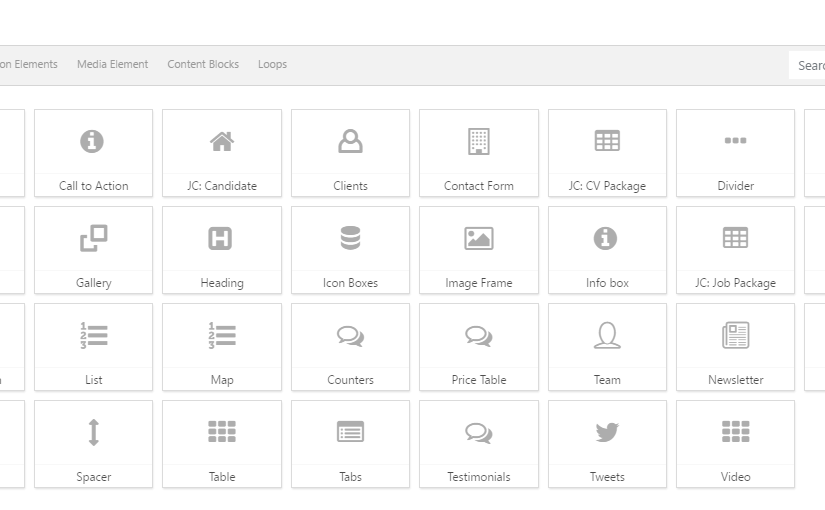 on Elements Media Element Content Blocks Loops Searc
Call to Action JC: Candidate Clients Contact Form JC: CV Package Divider
Gallery Heading Icon Boxes Image Frame Info box JC: Job Package
List Map Counters Price Table Team Newsletter
Spacer Table Tabs Testimonials Tweets Video